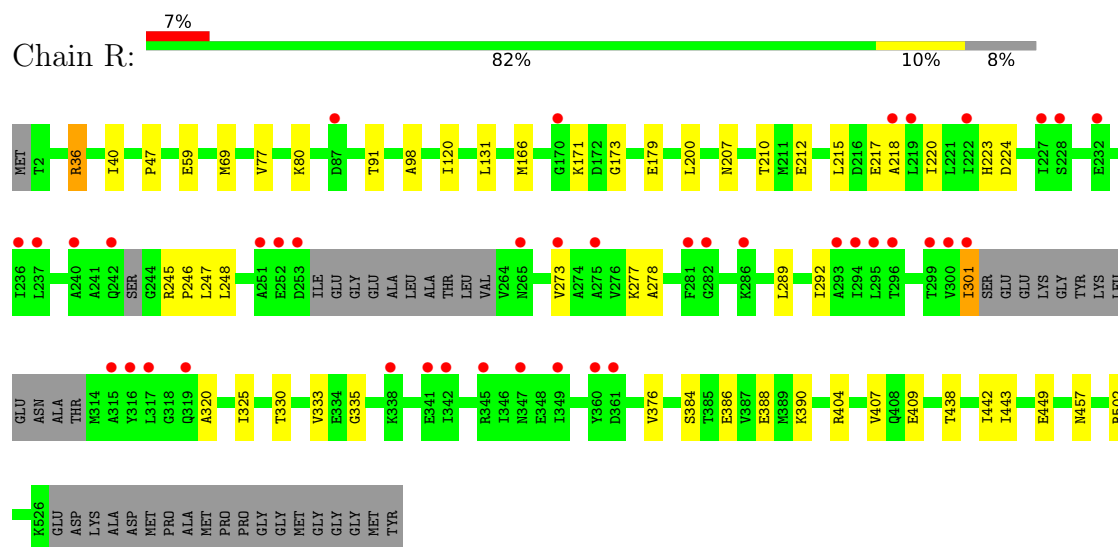 7%
Chain R:
82% 10% 8%
MET T2 R36 I40 P47 E59 M69 V77 K80 D87 T91 A98 I120 L131 M166 G170 K171 D172 G173 E179 L200 N207 T210 M211 E212 L215 D216 E217 A218 L219 I220 L221 I222 H223 D224 I227 S228 E232
I236 L237 A240 A241 Q242 SER G244 R245 P246 L247 L248 A251 E252 D253 ILE GLU GLY GLU ALA LEU ALA THR LEU VAL V264 N265 V273 A274 A275 V276 K277 A278 F281 G282 K286 L289 I292 A293 I294 L295 T296 T299 V300 I301 SER GLU GLU LYS GLY TYR LYS LEU
GLU ASN ALA THR M314 A315 Y316 L317 G318 Q319 A320 I325 T330 V333 E334 G335 K338 E341 I342 R345 I346 N347 E348 I349 Y360 D361 V376 S384 T385 E386 V387 E388 M389 K390 R404 V407 Q408 E409 T438 I442 I443 E449 N457
K526 GLU ASP LYS ALA ASP MET PRO ALA MET PRO PRO GLY GLY MET GLY GLY GLY MET TYR